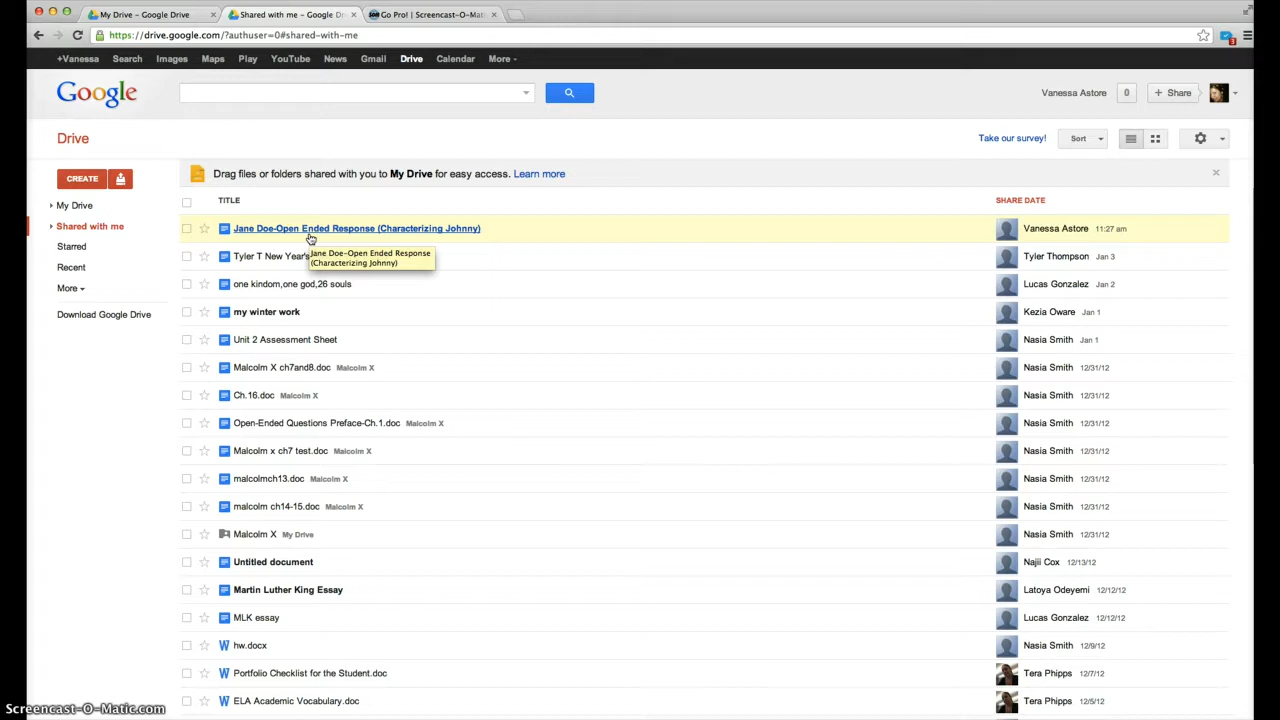 My Drive – Google Drive
Shared with me – Google Dr
Go Pro! | Screencast-O-Mati
https://drive.google.com/?authuser=0#shared-with-me
3
+Vanessa Search Images Maps Play YouTube News Gmail Drive Calendar More
Google
Vanessa Astore 0 + Share
Drive
Take our survey! Sort
CREATE
My Drive
Shared with me
Starred
Recent
More
Download Google Drive
Drag files or folders shared with you to My Drive for easy access. Learn more
TITLE SHARE DATE
Jane Doe-Open Ended Response (Characterizing Johnny) Vanessa Astore 11:27 am
Tyler T New Year's Tyler Thompson Jan 3
Jane Doe-Open Ended Response
(Characterizing Johnny)
one kindom,one god,26 souls Lucas Gonzalez Jan 2
my winter work Kezia Oware Jan 1
Unit 2 Assessment Sheet Nasia Smith Jan 1
Malcolm X ch7and8.doc Malcolm X Nasia Smith 12/31/12
Ch.16.doc Malcolm X Nasia Smith 12/31/12
Open-Ended Questions Preface-Ch.1.doc Malcolm X Nasia Smith 12/31/12
Malcolm x ch7 test.doc Malcolm X Nasia Smith 12/31/12
malcolmch13.doc Malcolm X Nasia Smith 12/31/12
malcolm ch14-15.doc Malcolm X Nasia Smith 12/31/12
Malcolm X My Drive Nasia Smith 12/31/12
Untitled document Najii Cox 12/13/12
Martin Luther King Essay Latoya Odeyemi 12/12/12
MLK essay Lucas Gonzalez 12/12/12
hw.docx Nasia Smith 12/9/12
Portfolio Checklist for the Student.doc Tera Phipps 12/7/12
ELA Academic Vocabulary.doc Tera Phipps 12/5/12
Screencast-O-Matic.com